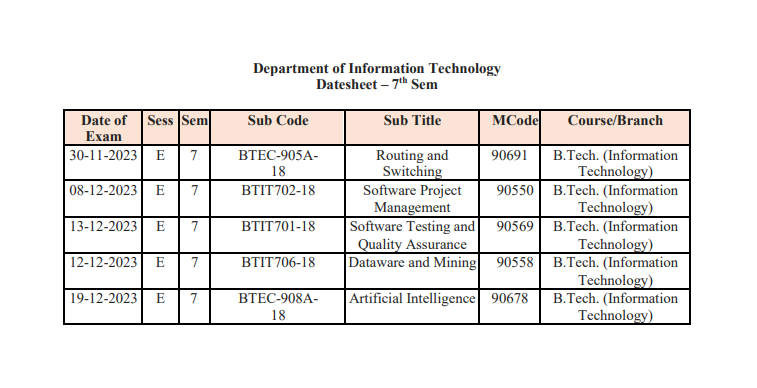 Department of Information Technology
Datesheet – 7th Sem
Date of Exam Sess Sem Sub Code Sub Title MCode Course/Branch
30-11-2023 E 7 BTEC-905A-18 Routing and Switching 90691 B.Tech. (Information Technology)
08-12-2023 E 7 BTIT702-18 Software Project Management 90550 B.Tech. (Information Technology)
13-12-2023 E 7 BTIT701-18 Software Testing and Quality Assurance 90569 B.Tech. (Information Technology)
12-12-2023 E 7 BTIT706-18 Dataware and Mining 90558 B.Tech. (Information Technology)
19-12-2023 E 7 BTEC-908A-18 Artificial Intelligence 90678 B.Tech. (Information Technology)